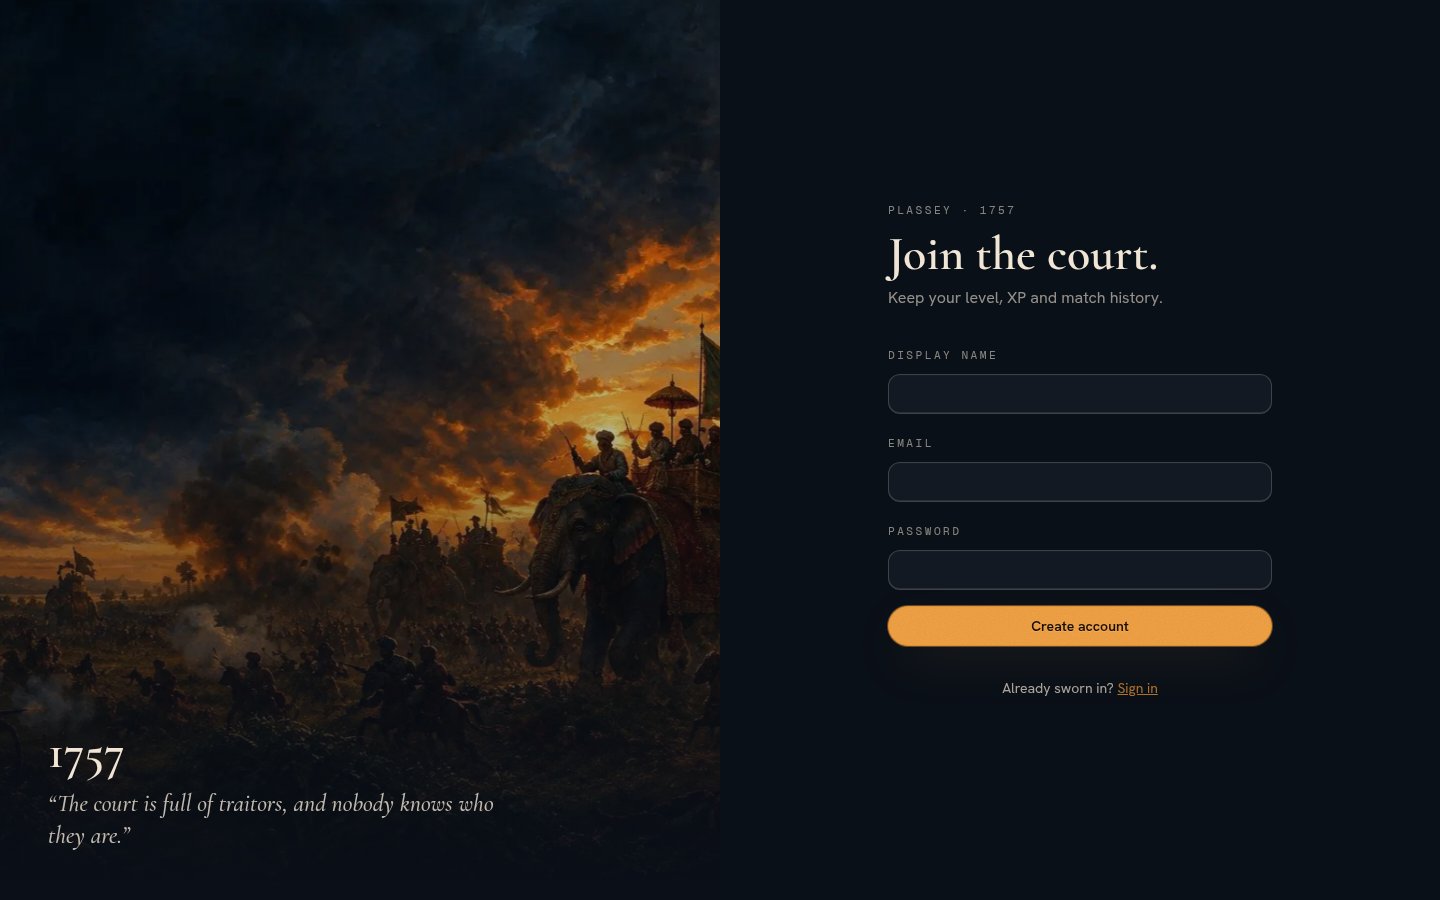 PLASSEY · 1757
Join the court.
Keep your level, XP and match history.
DISPLAY NAME
EMAIL
PASSWORD
Create account
Already sworn in? Sign in
1757
“The court is full of traitors, and nobody knows who
they are.”